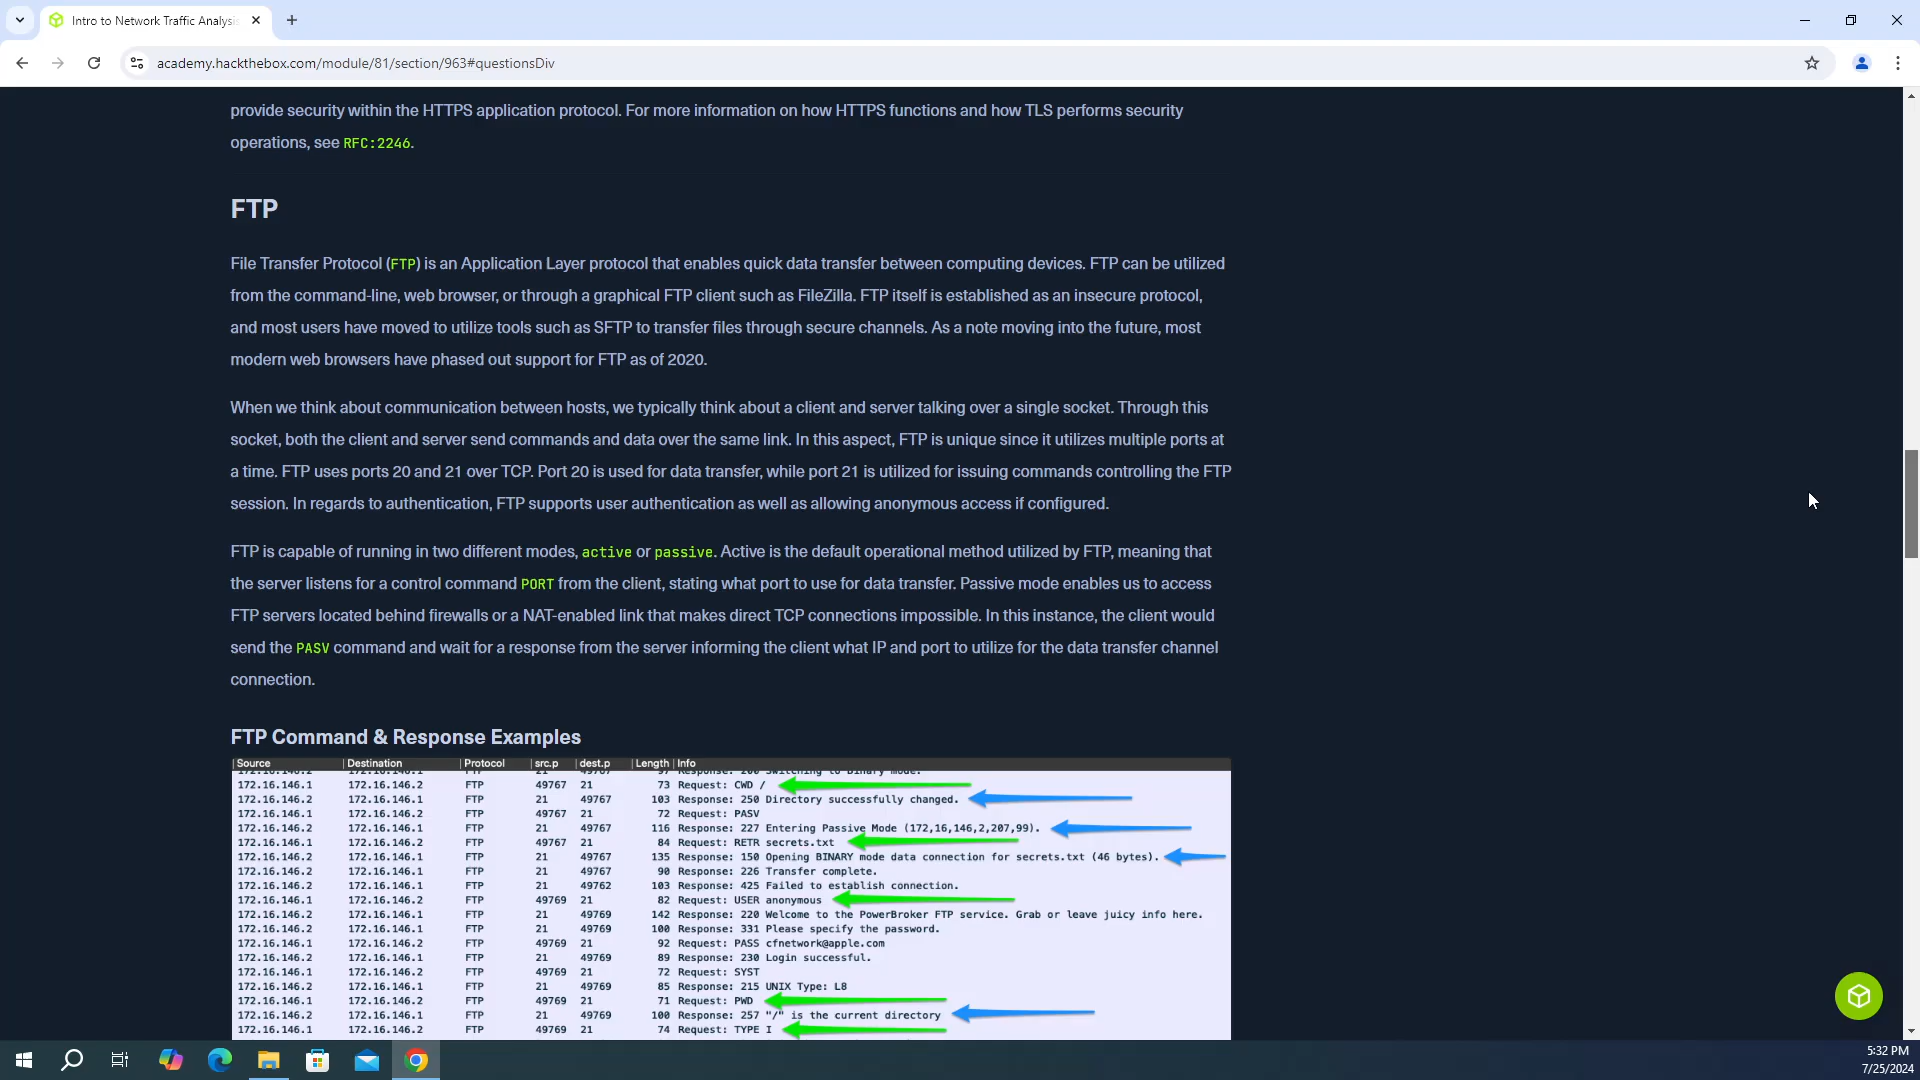 Intro to Network Traffic Analysis
academy.hackthebox.com/module/81/section/963#questionsDiv
provide security within the HTTPS application protocol. For more information on how HTTPS functions and how TLS performs security
operations, see RFC:2246.
FTP
File Transfer Protocol (FTP) is an Application Layer protocol that enables quick data transfer between computing devices. FTP can be utilized
from the command-line, web browser, or through a graphical FTP client such as FileZilla. FTP itself is established as an insecure protocol,
and most users have moved to utilize tools such as SFTP to transfer files through secure channels. As a note moving into the future, most
modern web browsers have phased out support for FTP as of 2020.
When we think about communication between hosts, we typically think about a client and server talking over a single socket. Through this
socket, both the client and server send commands and data over the same link. In this aspect, FTP is unique since it utilizes multiple ports at
a time. FTP uses ports 20 and 21 over TCP. Port 20 is used for data transfer, while port 21 is utilized for issuing commands controlling the FTP
session. In regards to authentication, FTP supports user authentication as well as allowing anonymous access if configured.
FTP is capable of running in two different modes, active or passive. Active is the default operational method utilized by FTP, meaning that
the server listens for a control command PORT from the client, stating what port to use for data transfer. Passive mode enables us to access
FTP servers located behind firewalls or a NAT-enabled link that makes direct TCP connections impossible. In this instance, the client would
send the PASV command and wait for a response from the server informing the client what IP and port to utilize for the data transfer channel
connection.
FTP Command & Response Examples
Source Destination Protocol src.p dest.p Length Info
172.16.146.2 172.16.146.1 FTP 21 49767 97 Response: 200 Switching to Binary mode.
172.16.146.1 172.16.146.2 FTP 49767 21 73 Request: CWD /
172.16.146.2 172.16.146.1 FTP 21 49767 103 Response: 250 Directory successfully changed.
172.16.146.1 172.16.146.2 FTP 49767 21 72 Request: PASV
172.16.146.2 172.16.146.1 FTP 21 49767 116 Response: 227 Entering Passive Mode (172,16,146,2,207,99).
172.16.146.1 172.16.146.2 FTP 49767 21 84 Request: RETR secrets.txt
172.16.146.2 172.16.146.1 FTP 21 49767 135 Response: 150 Opening BINARY mode data connection for secrets.txt (46 bytes).
172.16.146.2 172.16.146.1 FTP 21 49767 90 Response: 226 Transfer complete.
172.16.146.2 172.16.146.1 FTP 21 49762 103 Response: 425 Failed to establish connection.
172.16.146.1 172.16.146.2 FTP 49769 21 82 Request: USER anonymous
172.16.146.2 172.16.146.1 FTP 21 49769 142 Response: 220 Welcome to the PowerBroker FTP service. Grab or leave juicy info here.
172.16.146.2 172.16.146.1 FTP 21 49769 100 Response: 331 Please specify the password.
172.16.146.1 172.16.146.2 FTP 49769 21 92 Request: PASS cfnetwork@apple.com
172.16.146.2 172.16.146.1 FTP 21 49769 89 Response: 230 Login successful.
172.16.146.1 172.16.146.2 FTP 49769 21 72 Request: SYST
172.16.146.2 172.16.146.1 FTP 21 49769 85 Response: 215 UNIX Type: L8
172.16.146.1 172.16.146.2 FTP 49769 21 71 Request: PWD
172.16.146.2 172.16.146.1 FTP 21 49769 100 Response: 257 "/" is the current directory
172.16.146.1 172.16.146.2 FTP 49769 21 74 Request: TYPE I
5:32 PM
7/25/2024